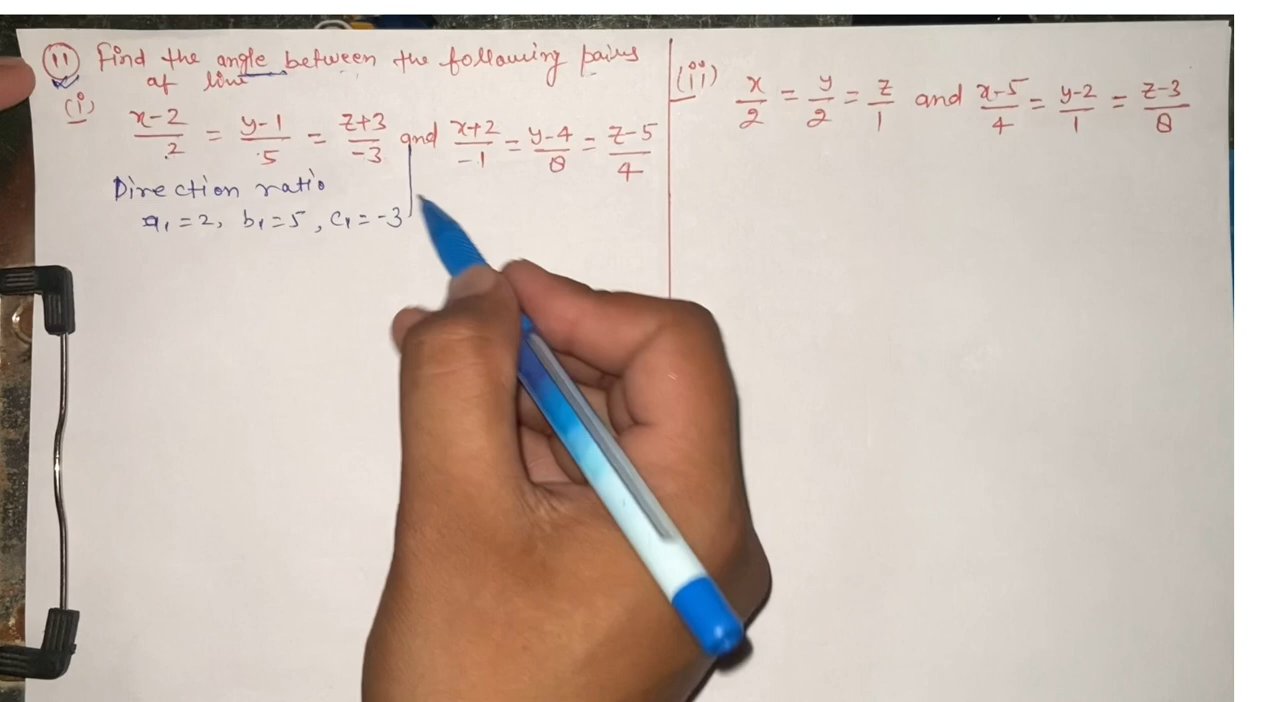 (11) Find the angle between the following pairs
of line
(i) x-2/2 = y-1/5 = z+3/-3 and x+2/-1 = y-4/8 = z-5/4
Direction ratio
a₁ = 2, b₁ = 5, c₁ = -3
(ii) x/2 = y/2 = z/1 and x-5/4 = y-2/1 = z-3/8